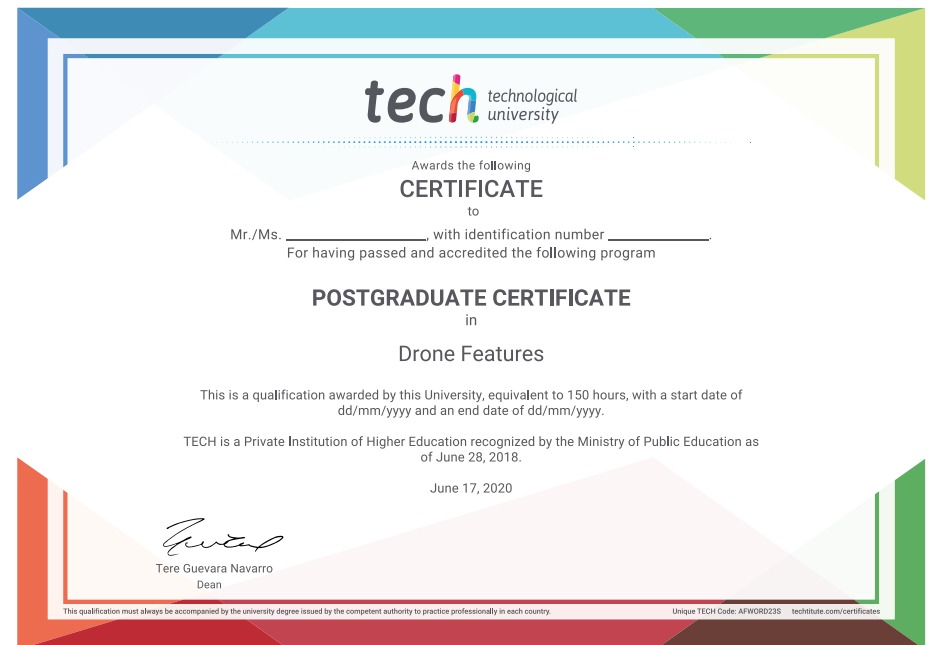 tech technological
university
Awards the following
CERTIFICATE
to
Mr./Ms. ____________________, with identification number ______________.
For having passed and accredited the following program
POSTGRADUATE CERTIFICATE
in
Drone Features
This is a qualification awarded by this University, equivalent to 150 hours, with a start date of
dd/mm/yyyy and an end date of dd/mm/yyyy.
TECH is a Private Institution of Higher Education recognized by the Ministry of Public Education as
of June 28, 2018.
June 17, 2020
Tere Guevara Navarro
Dean
This qualification must always be accompanied by the university degree issued by the competent authority to practice professionally in each country. Unique TECH Code: AFWORD23S techtitute.com/certificates